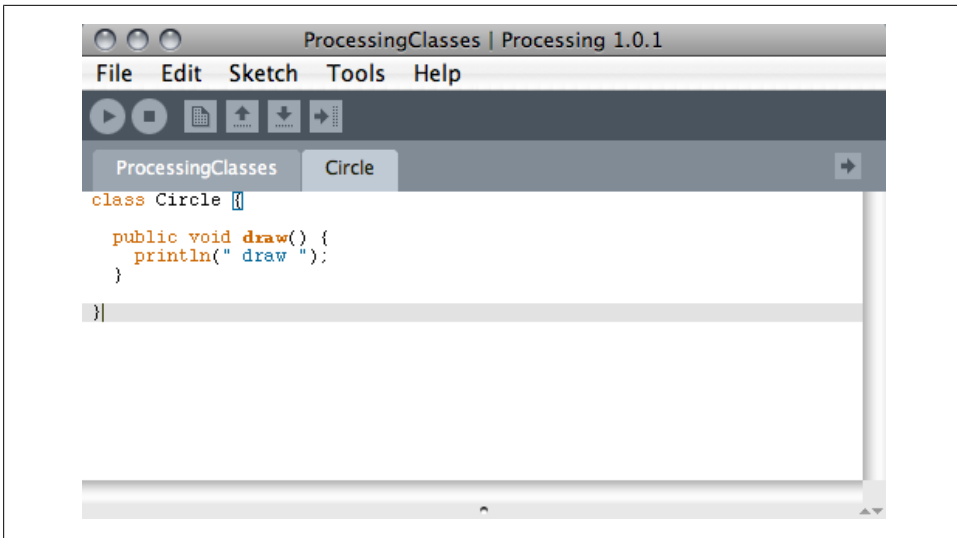 ProcessingClasses | Processing 1.0.1
File Edit Sketch Tools Help
ProcessingClasses Circle
class Circle {
public void draw() {
println(" draw ");
}
}